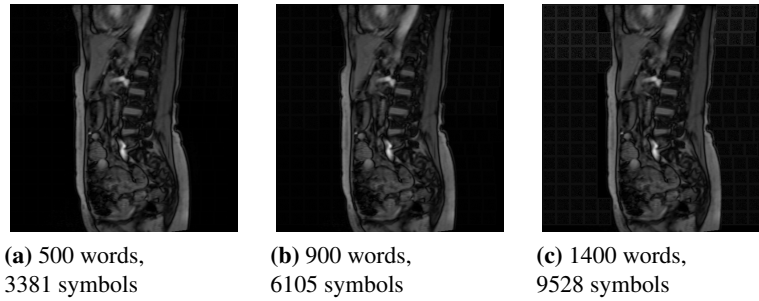 (a) 500 words,
3381 symbols
(b) 900 words,
6105 symbols
(c) 1400 words,
9528 symbols